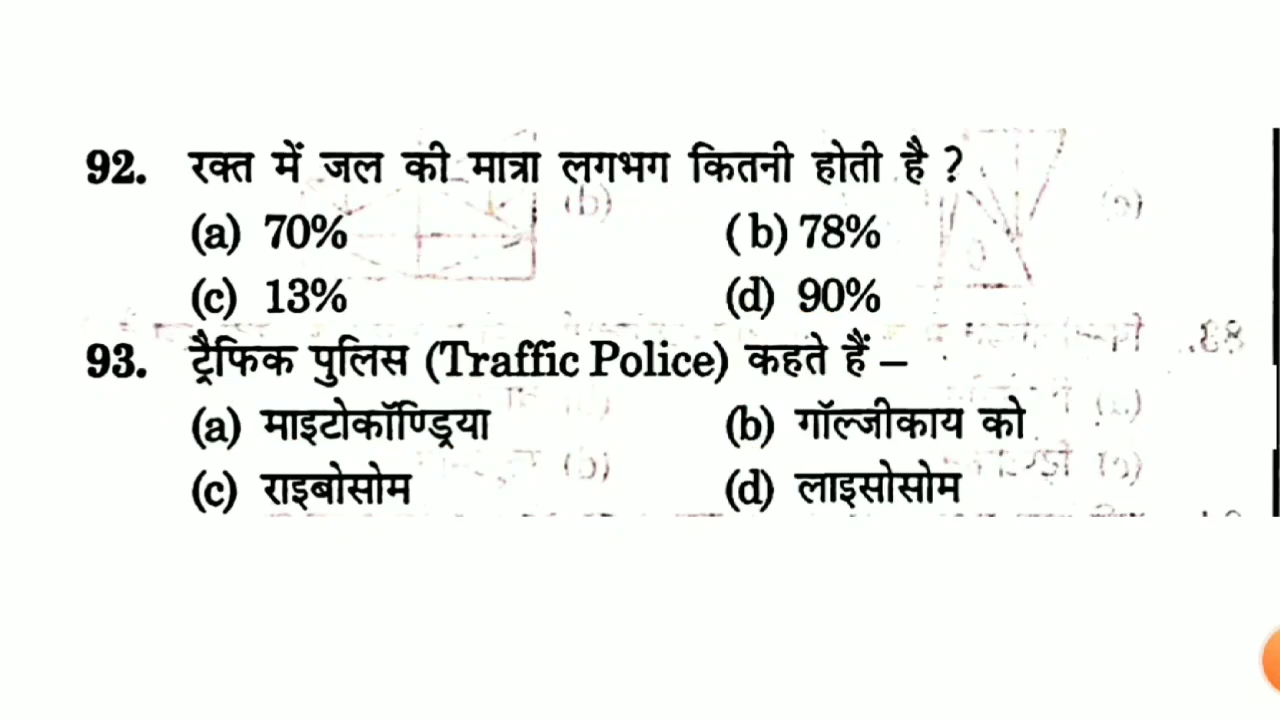 92. रक्त में जल की मात्रा लगभग कितनी होती है ?
(a) 70% (b) 78%
(c) 13% (d) 90%
93. ट्रैफिक पुलिस (Traffic Police) कहते हैं –
(a) माइटोकॉण्ड्रिया (b) गॉल्जीकाय को
(c) राइबोसोम (d) लाइसोसोम